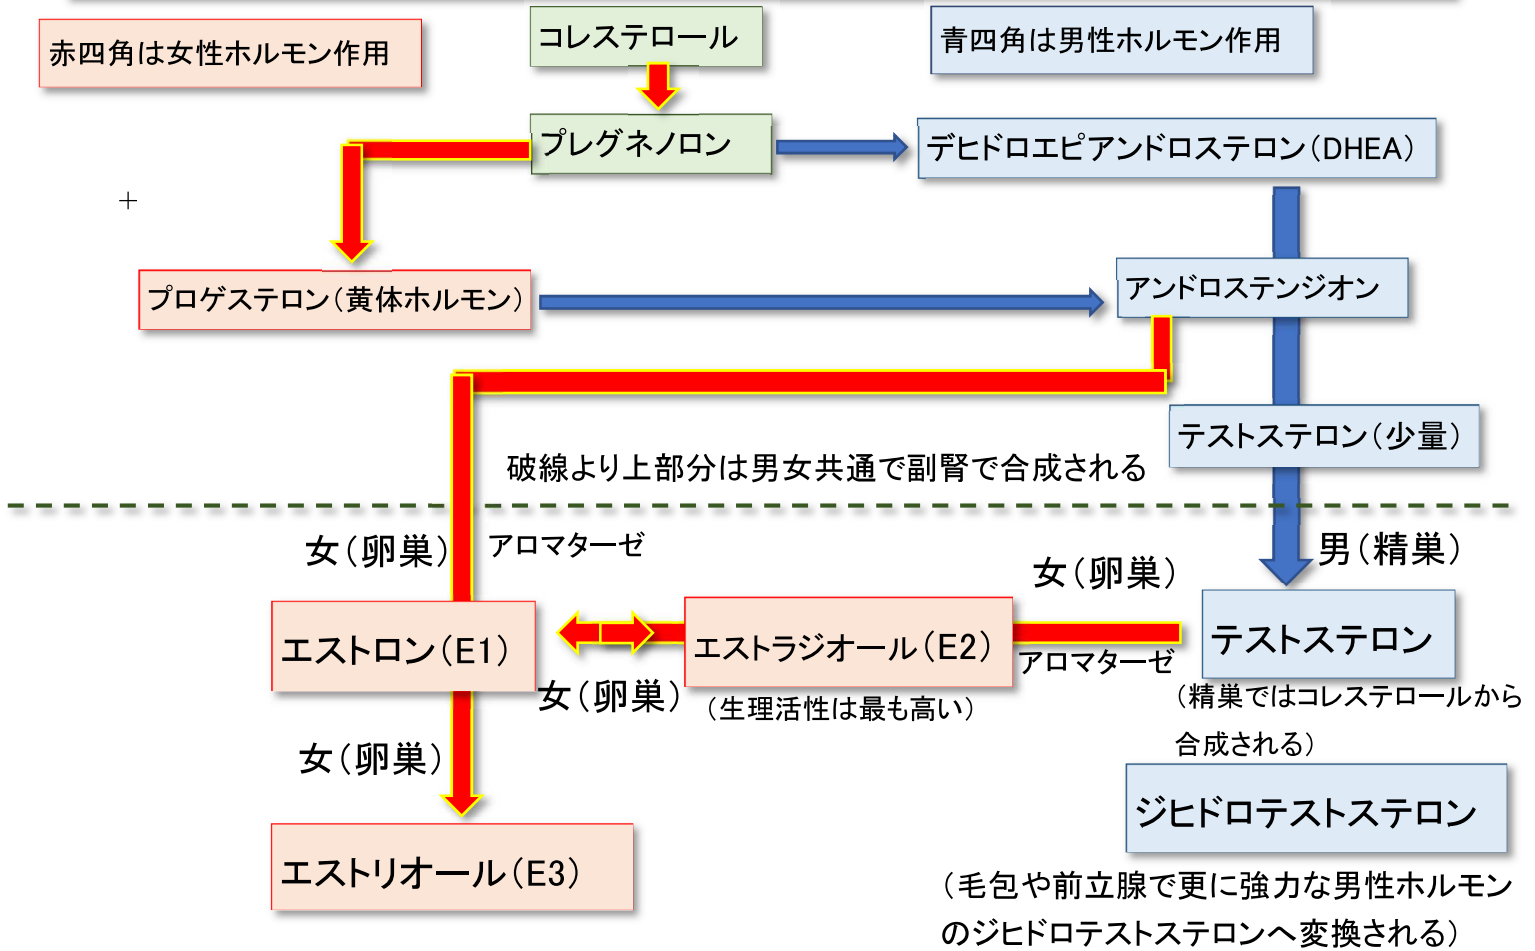 赤四角は女性ホルモン作用
コレステロール
青四角は男性ホルモン作用
プレグネノロン
デヒドロエピアンドロステロン(DHEA)
+
プロゲステロン(黄体ホルモン)
アンドロステンジオン
テストステロン(少量)
破線より上部分は男女共通で副腎で合成される
女(卵巣)
アロマターゼ
男(精巣)
女(卵巣)
エストロン(E1)
エストラジオール(E2)
テストステロン
アロマターゼ
女(卵巣)
(生理活性は最も高い)
(精巣ではコレステロールから
合成される)
女(卵巣)
ジヒドロテストステロン
エストリオール(E3)
(毛包や前立腺で更に強力な男性ホルモン
のジヒドロテストステロンへ変換される)